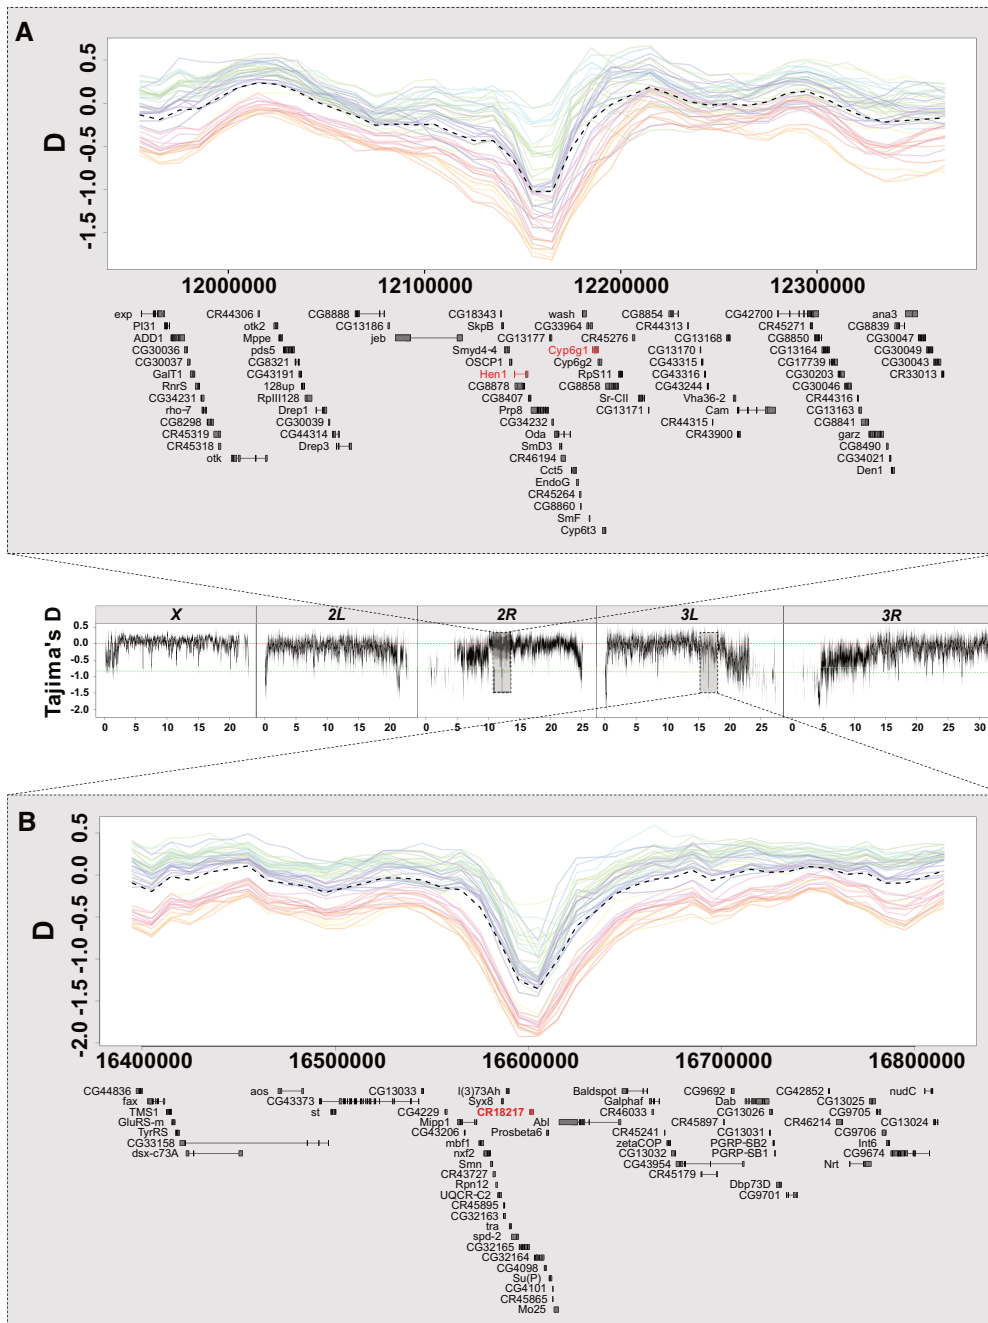 A
D
0.5
0.0
-0.5
-1.0
-1.5
12000000 12100000 12200000 12300000
exp CR44306 CG8888 CG18343 wash CG8854 CG42700 ana3
PI31 otk2 CG13186 SkpB CG33964 CR44313 CR45271 CG8839
ADD1 Mppe jeb CG13177 CR45276 CG13168 CG8850 CG30047
CG30036 pds5 Smyd4-4 Cyp6g1 CG13170 CG13164 CG30049
CG30037 CG8321 OSCP1 Cyp6g2 CG43315 CG17739 CG30043
GalT1 CG43191 Hen1 RpS11 CG43316 CG30203 CR33013
RnrS 128up CG8878 CG8858 CG43244 CG30046
CG34231 RpIII128 CG8407 Sr-CII Vha36-2 CR44316
rho-7 Drep1 Prp8 CG13171 Cam CG13163
CG8298 CG30039 CG34232 CR44315 CG8841
CR45319 CG44314 Oda CR43900 garz
CR45318 Drep3 SmD3 CG8490
otk CR46194 CG34021
Cct5 Den1
EndoG
CR45264
CG8860
SmF
Cyp6t3
Tajima's D
X 2L 2R 3L 3R
0.5
0.0
-0.5
-1.0
-1.5
-2.0
0 5 10 15 20 0 5 10 15 20 0 5 10 15 20 25 0 5 10 15 20 25 0 5 10 15 20 25 30
B
D
0.5
0.0
-0.5
-1.0
-1.5
-2.0
16400000 16500000 16600000 16700000 16800000
CG44836 aos CG13033 l(3)73Ah Baldspot CG9692 CG42852 nudC
fax CG43373 Syx8 Galphaf Dab CG13025
TMS1 st CG4229 CR18217 CR46033 CG13026 CG9705
GluRS-m Mipp1 Abl CR45897 CR46214 CG13024
TyrRS CG43206 Prosbeta6 CR45241 CG13031 CG9706
CG33158 mbf1 zetaCOP PGRP-SB2 Int6
dsx-c73A nxf2 CG13032 PGRP-SB1 CG9674
Smn CG43954 Nrt
CR43727 CR45179
Rpn12 Dbp73D
UQCR-C2 CG9701
CR45895
CG32163
tra
spd-2
CG32165
CG32164
CG4098
Su(P)
CG4101
CR45865
Mo25